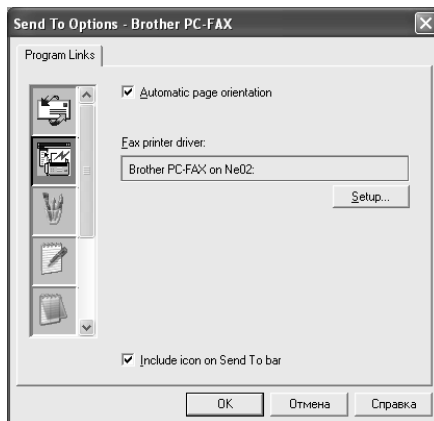 Send To Options - Brother PC-FAX
Program Links
Automatic page orientation
Fax printer driver:
Brother PC-FAX on Ne02:
Setup...
Include icon on Send To bar
OK
Отмена
Справка